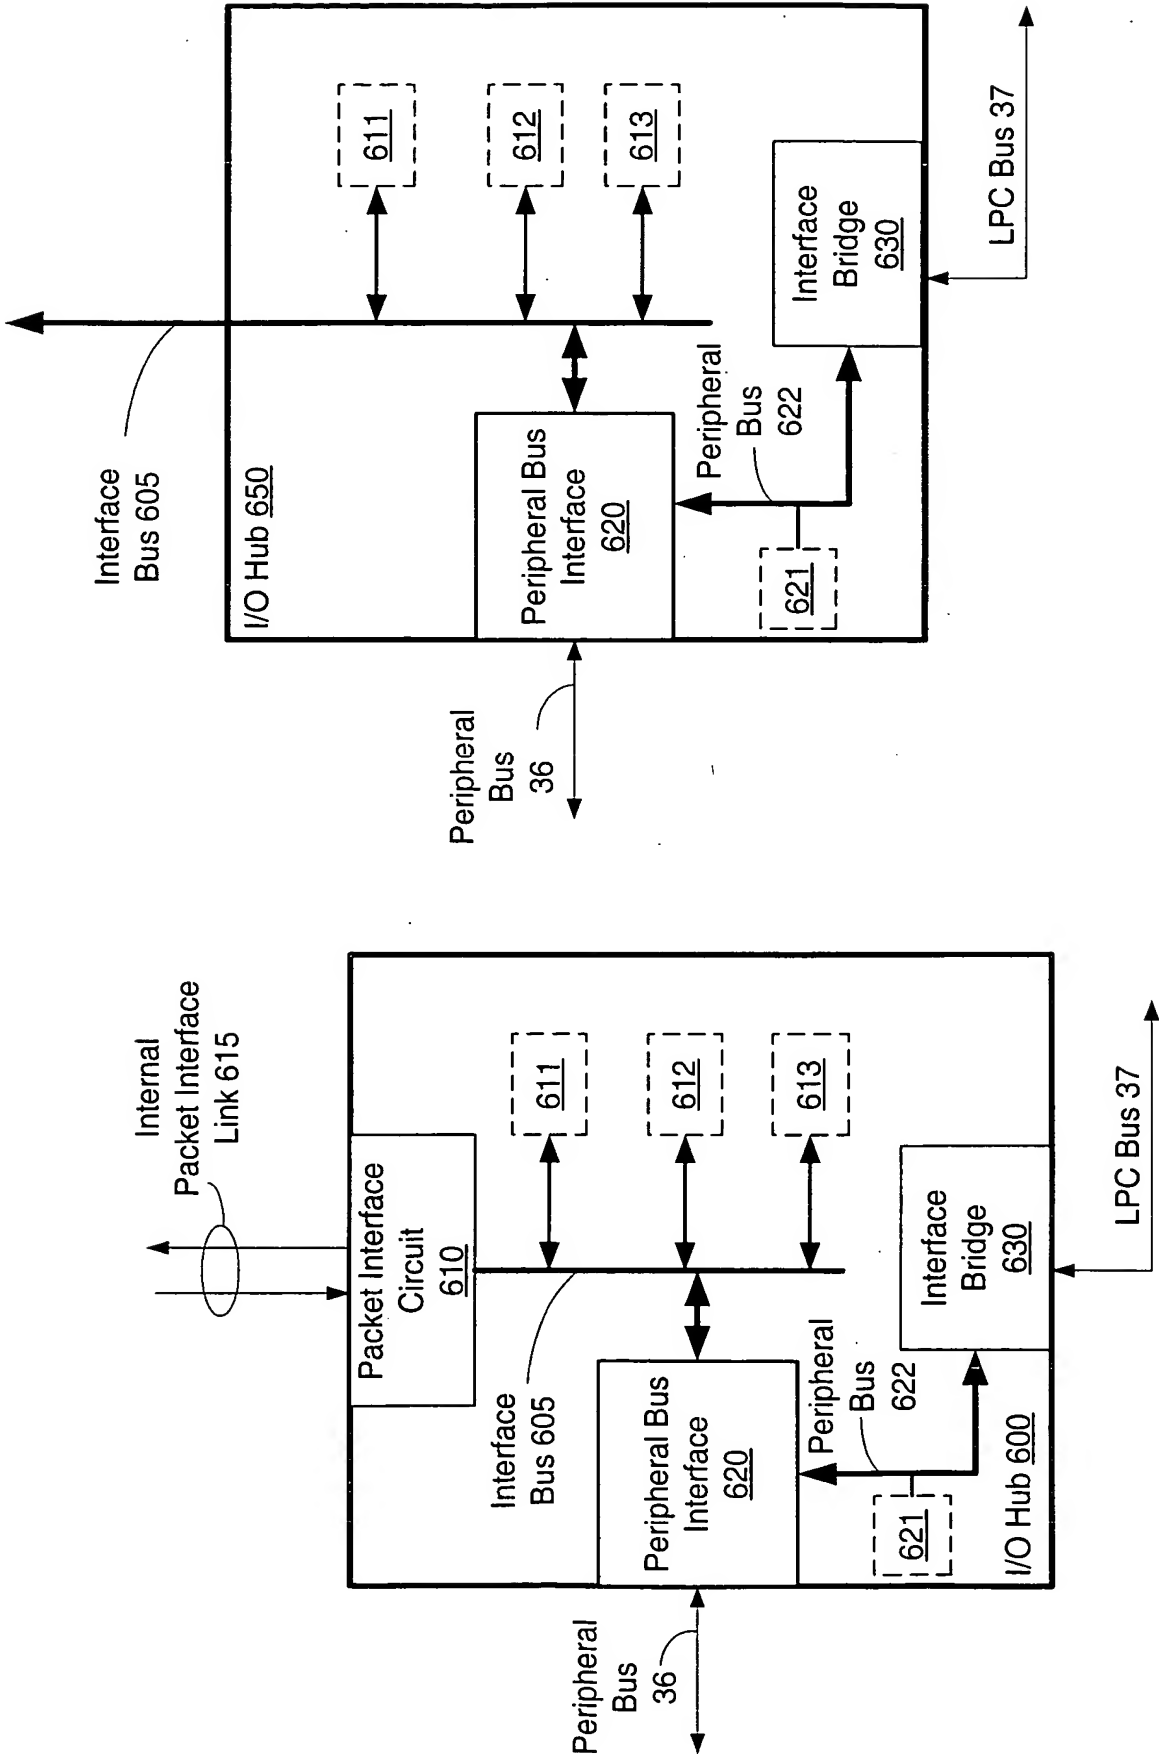 Internal
Packet Interface
Link 615
Packet Interface
Circuit
610
Interface
Bus 605
611
612
613
Peripheral Bus
Interface
620
Peripheral
Bus
36
Peripheral
Bus
622
621
Interface
Bridge
630
I/O Hub 600
LPC Bus 37
Interface
Bus 605
I/O Hub 650
611
612
613
Peripheral Bus
Interface
620
Peripheral
Bus
36
Peripheral
Bus
622
621
Interface
Bridge
630
LPC Bus 37